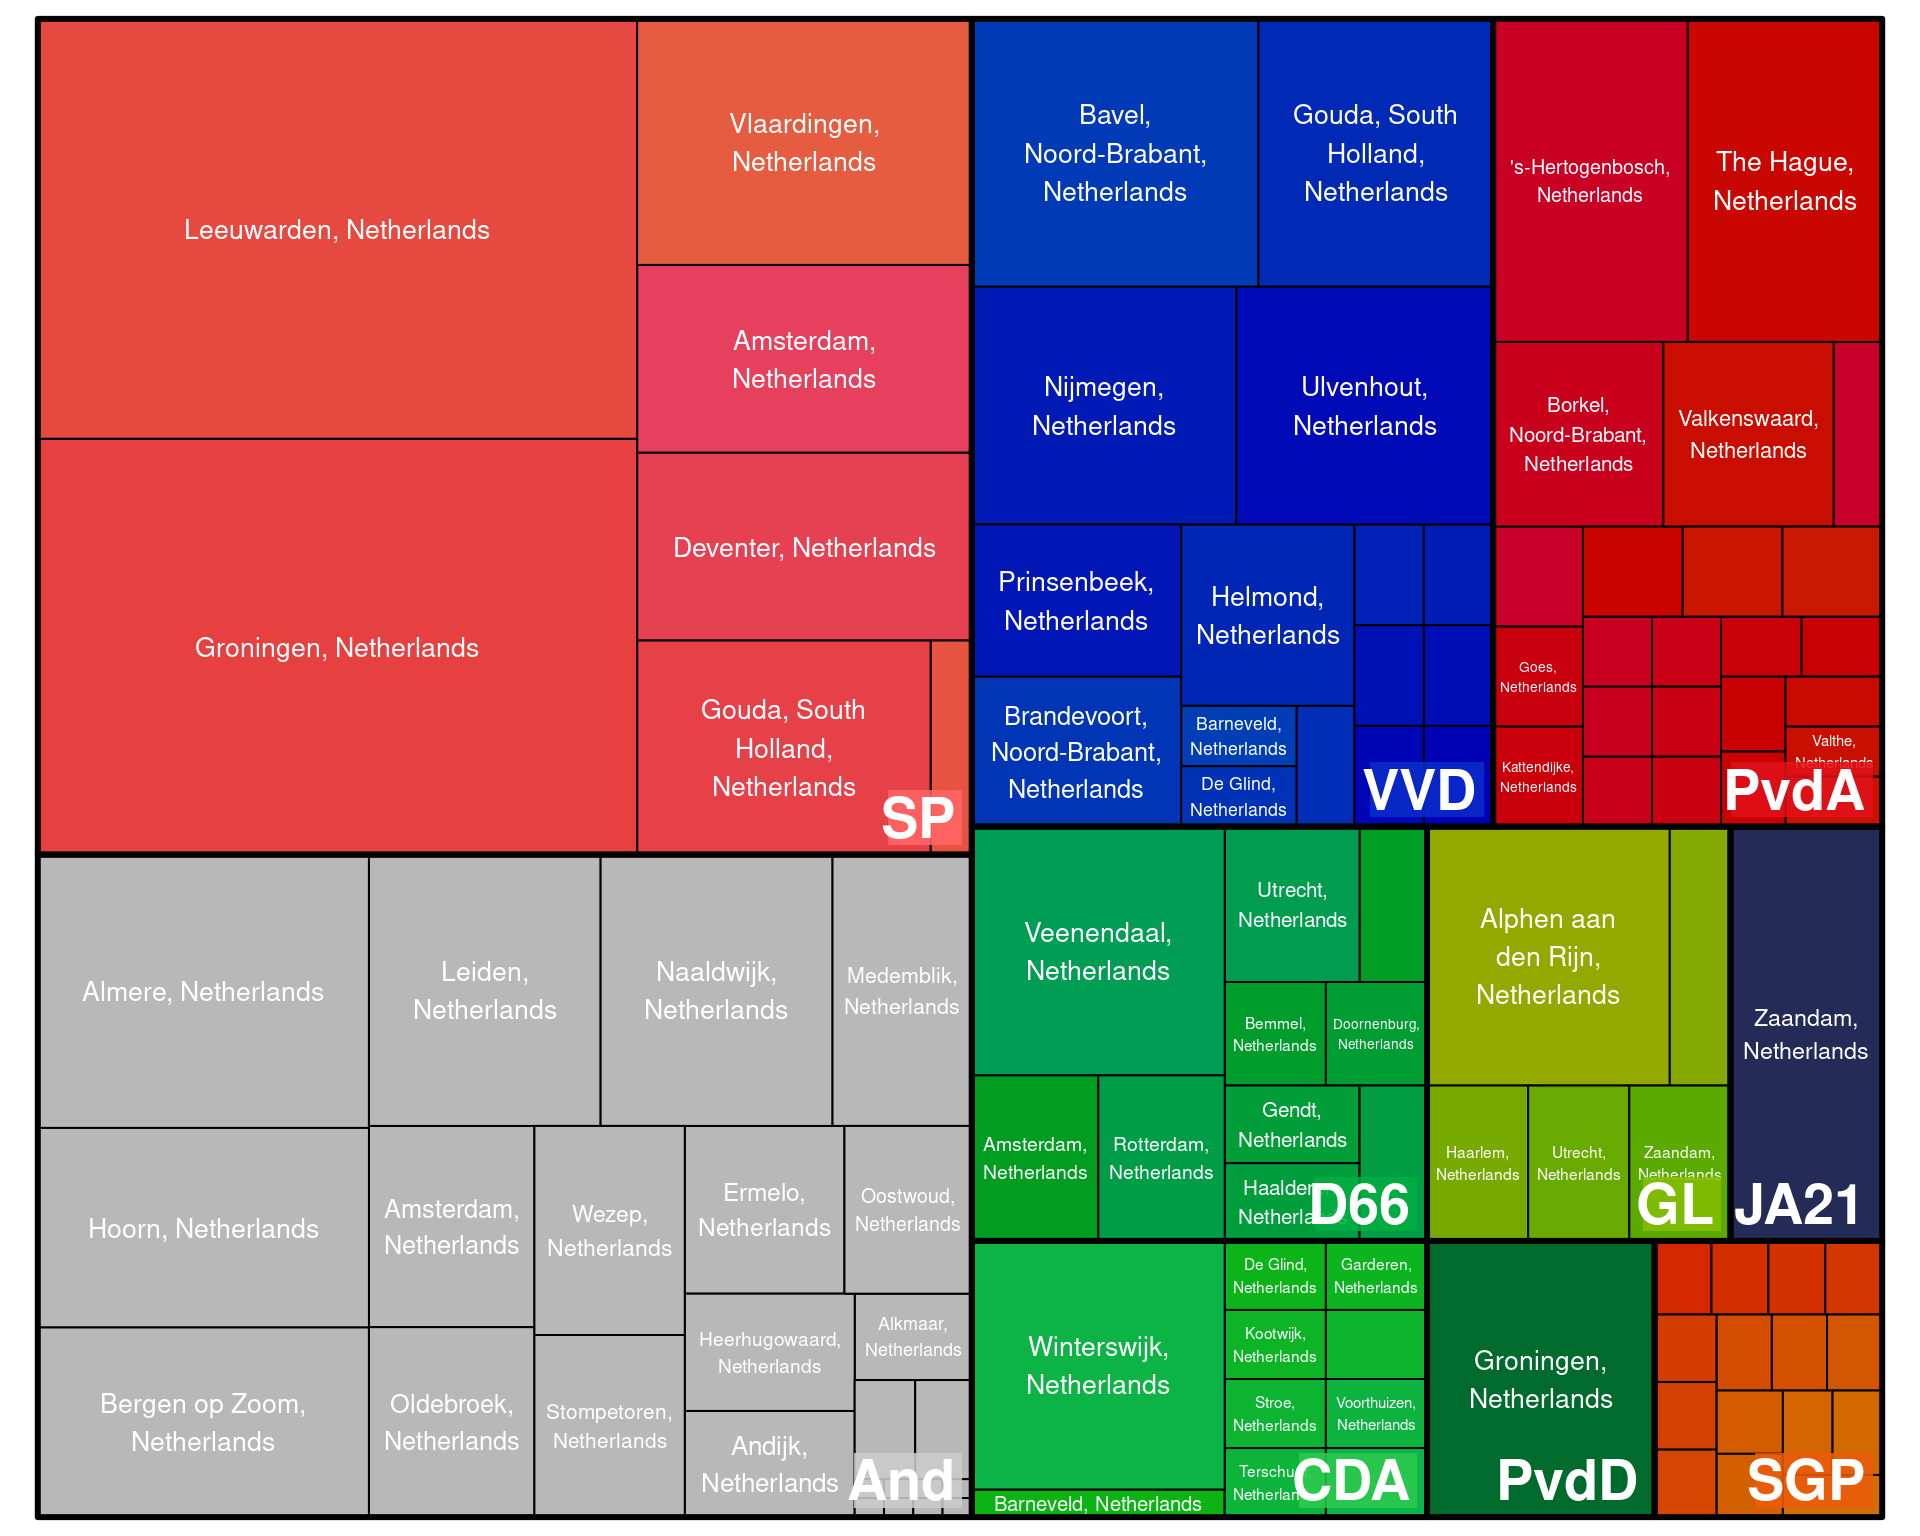 Leeuwarden, Netherlands
Groningen, Netherlands
Vlaardingen,
Netherlands
Amsterdam,
Netherlands
Deventer, Netherlands
Gouda, South
Holland,
Netherlands
SP
Bavel,
Noord-Brabant,
Netherlands
Gouda, South
Holland,
Netherlands
Nijmegen,
Netherlands
Ulvenhout,
Netherlands
Prinsenbeek,
Netherlands
Helmond,
Netherlands
Brandevoort,
Noord-Brabant,
Netherlands
Barneveld,
Netherlands
De Glind,
Netherlands
VVD
's-Hertogenbosch,
Netherlands
The Hague,
Netherlands
Borkel,
Noord-Brabant,
Netherlands
Valkenswaard,
Netherlands
Goes,
Netherlands
Kattendijke,
Netherlands
Valthe,
Netherlands
PvdA
Almere, Netherlands
Leiden,
Netherlands
Naaldwijk,
Netherlands
Medemblik,
Netherlands
Hoorn, Netherlands
Bergen op Zoom,
Netherlands
Amsterdam,
Netherlands
Oldebroek,
Netherlands
Wezep,
Netherlands
Stompetoren,
Netherlands
Ermelo,
Netherlands
Oostwoud,
Netherlands
Heerhugowaard,
Netherlands
Alkmaar,
Netherlands
Andijk,
Netherlands
And
Veenendaal,
Netherlands
Utrecht,
Netherlands
Bemmel,
Netherlands
Doornenburg,
Netherlands
Amsterdam,
Netherlands
Rotterdam,
Netherlands
Gendt,
Netherlands
Haalder
Netherla
D66
Alphen aan
den Rijn,
Netherlands
Haarlem,
Netherlands
Utrecht,
Netherlands
Zaandam,
Netherlands
GL
Zaandam,
Netherlands
JA21
Winterswijk,
Netherlands
Barneveld, Netherlands
De Glind,
Netherlands
Garderen,
Netherlands
Kootwijk,
Netherlands
Stroe,
Netherlands
Voorthuizen,
Netherlands
Terschu
Netherlan
CDA
Groningen,
Netherlands
PvdD
SGP